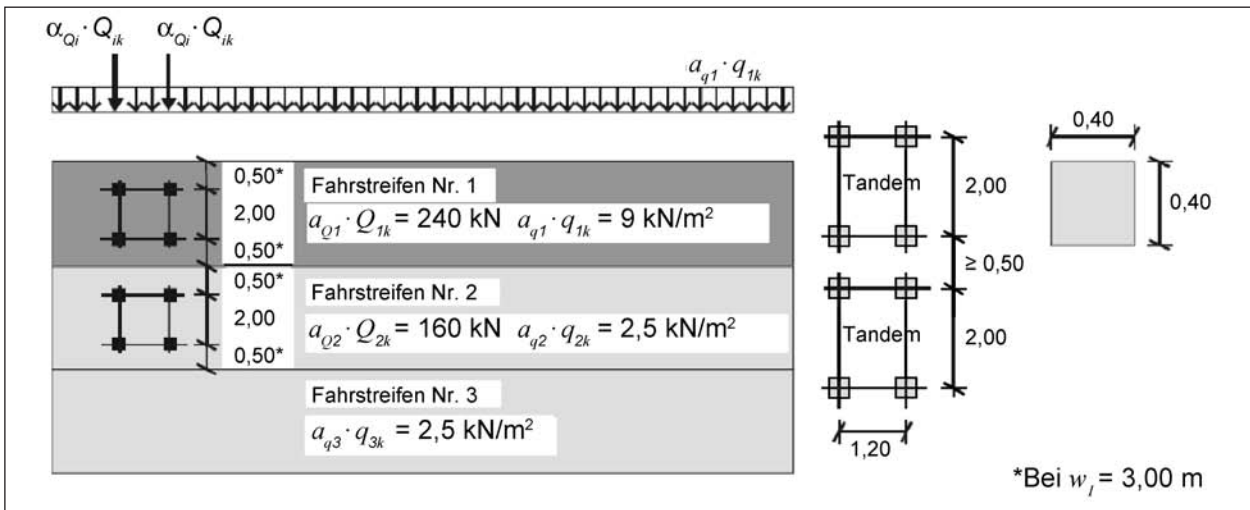 α_Qi · Q_ik α_Qi · Q_ik
a_q1 · q_1k
0,50*
2,00
0,50*
Fahrstreifen Nr. 1
a_Q1 · Q_1k = 240 kN a_q1 · q_1k = 9 kN/m²
0,50*
2,00
0,50*
Fahrstreifen Nr. 2
a_Q2 · Q_2k = 160 kN a_q2 · q_2k = 2,5 kN/m²
Fahrstreifen Nr. 3
a_q3 · q_3k = 2,5 kN/m²
Tandem
2,00
≥ 0,50
Tandem
2,00
1,20
0,40
0,40
*Bei w_l = 3,00 m